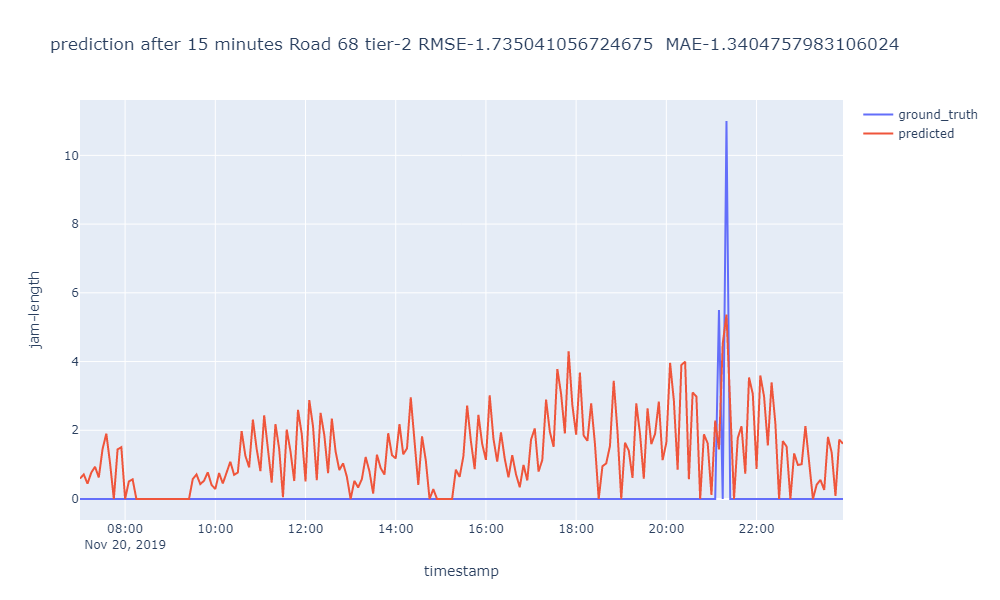 prediction after 15 minutes Road 68 tier-2 RMSE-1.735041056724675  MAE-1.3404757983106024
ground_truth
predicted
10
8
6
4
2
0
jam-length
08:00 10:00 12:00 14:00 16:00 18:00 20:00 22:00
Nov 20, 2019
timestamp